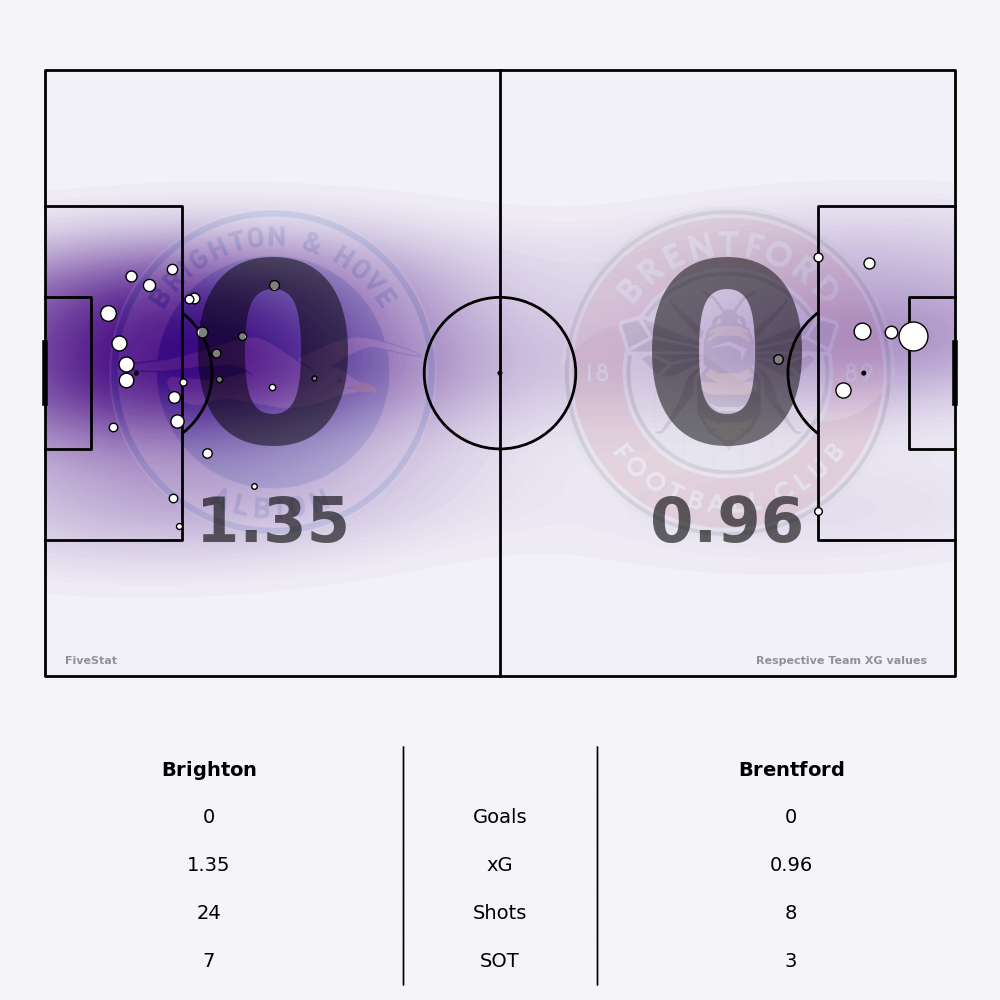 BRIGHTON & HOVE
ALBION
0
1.35
BRENTFORD
18 89
FOOTBALL CLUB
0
0.96
FiveStat
Respective Team XG values
Brighton Brentford
0 Goals 0
1.35 xG 0.96
24 Shots 8
7 SOT 3